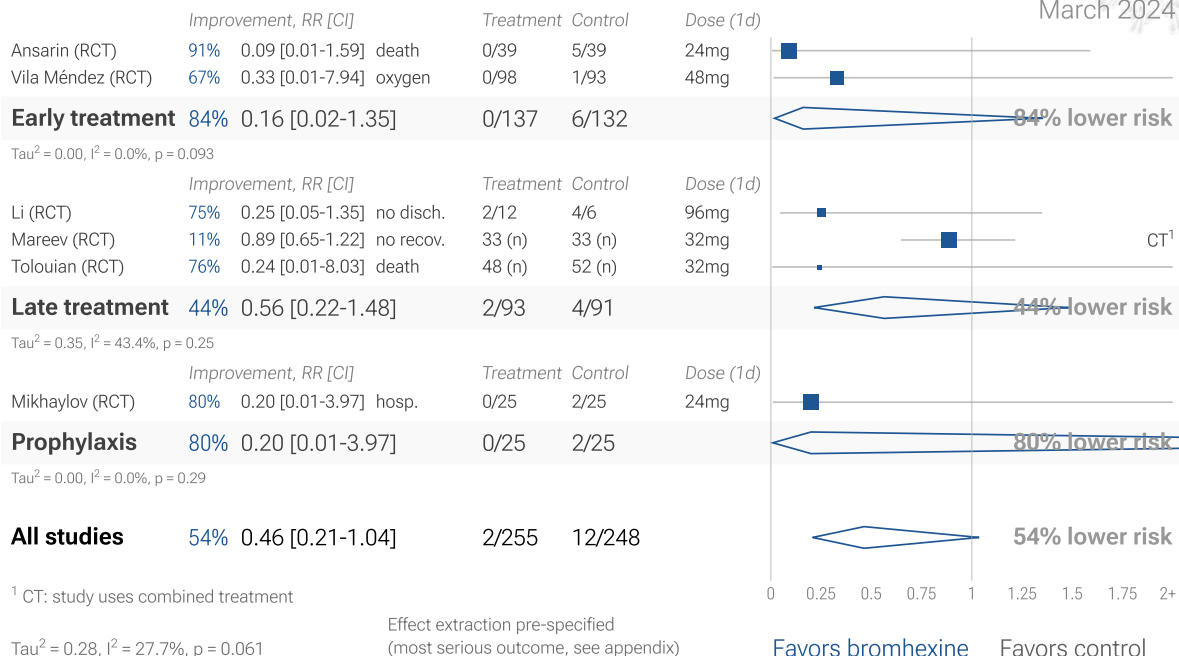 March 2024
Improvement, RR [CI] Treatment Control Dose (1d)
Ansarin (RCT) 91% 0.09 [0.01-1.59] death 0/39 5/39 24mg
Vila Méndez (RCT) 67% 0.33 [0.01-7.94] oxygen 0/98 1/93 48mg
Early treatment 84% 0.16 [0.02-1.35] 0/137 6/132 84% lower risk
Tau² = 0.00, I² = 0.0%, p = 0.093
Improvement, RR [CI] Treatment Control Dose (1d)
Li (RCT) 75% 0.25 [0.05-1.35] no disch. 2/12 4/6 96mg
Mareev (RCT) 11% 0.89 [0.65-1.22] no recov. 33 (n) 33 (n) 32mg CT¹
Tolouian (RCT) 76% 0.24 [0.01-8.03] death 48 (n) 52 (n) 32mg
Late treatment 44% 0.56 [0.22-1.48] 2/93 4/91 44% lower risk
Tau² = 0.35, I² = 43.4%, p = 0.25
Improvement, RR [CI] Treatment Control Dose (1d)
Mikhaylov (RCT) 80% 0.20 [0.01-3.97] hosp. 0/25 2/25 24mg
Prophylaxis 80% 0.20 [0.01-3.97] 0/25 2/25 80% lower risk
Tau² = 0.00, I² = 0.0%, p = 0.29
All studies 54% 0.46 [0.21-1.04] 2/255 12/248 54% lower risk
0 0.25 0.5 0.75 1 1.25 1.5 1.75 2+
¹ CT: study uses combined treatment
Effect extraction pre-specified
(most serious outcome, see appendix)
Tau² = 0.28, I² = 27.7%, p = 0.061
Favors bromhexine Favors control